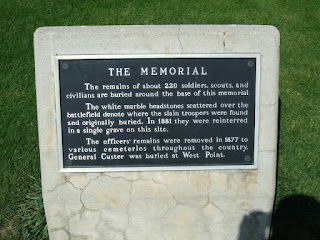 THE MEMORIAL
The remains of about 220 soldiers, scouts, and
civilians are buried around the base of this memorial.
The white marble headstones scattered over the
battlefield denote where the slain troopers were found
and originally buried. In 1881 they were reinterred
in a single grave on this site.
The officers' remains were removed in 1877 to
various cemeteries throughout the country.
General Custer was buried at West Point.